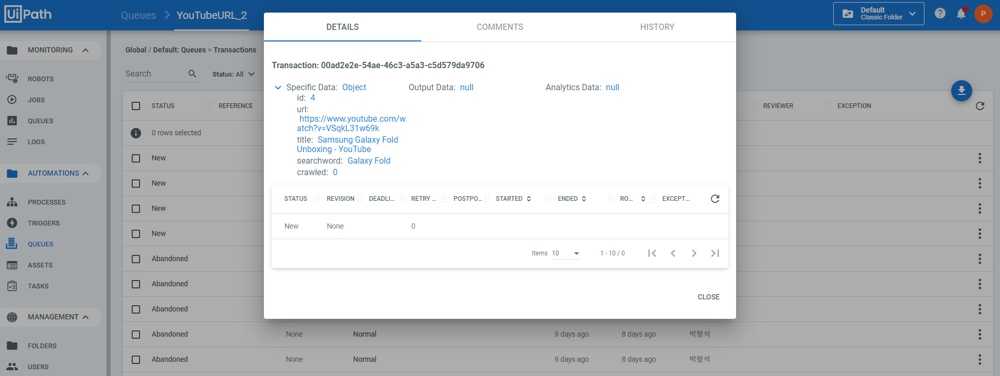 UiPath
Queues > YouTubeURL_2
Default
Classic Folder
?
P
MONITORING
ROBOTS
JOBS
QUEUES
LOGS
AUTOMATIONS
PROCESSES
TRIGGERS
QUEUES
ASSETS
TASKS
MANAGEMENT
FOLDERS
USERS
Global / Default: Queues > Transactions
Search
Status: All
STATUS REFERENCE REVIEWER EXCEPTION
0 rows selected
New
New
New
New
Abandoned
Abandoned
Abandoned
Abandoned None Normal 9 days ago 8 days ago 박형석
Abandoned None Normal 9 days ago 8 days ago 박형석
DETAILS COMMENTS HISTORY
Transaction: 00ad2e2e-54ae-46c3-a5a3-c5d579da9706
Specific Data: Object Output Data: null Analytics Data: null
id: 4
url:
https://www.youtube.com/w
atch?v=VSqkL31w69k
title: Samsung Galaxy Fold
Unboxing - YouTube
searchword: Galaxy Fold
crawled: 0
STATUS REVISION DEADLI... RETRY ... POSTPO... STARTED ENDED RO... EXCEPT...
New None 0
Items 10 1 - 10 / 0
CLOSE